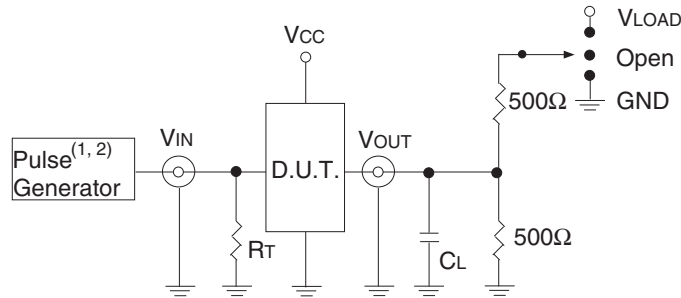 VLOAD
VCC
Open
500Ω
GND
VIN
VOUT
Pulse(1, 2)
Generator
D.U.T.
500Ω
RT
CL